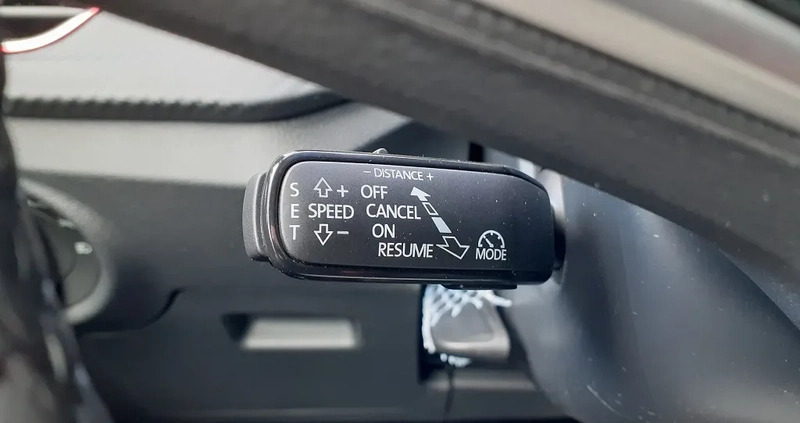 − DISTANCE +
S + OFF
E SPEED CANCEL
T − ON
RESUME
MODE